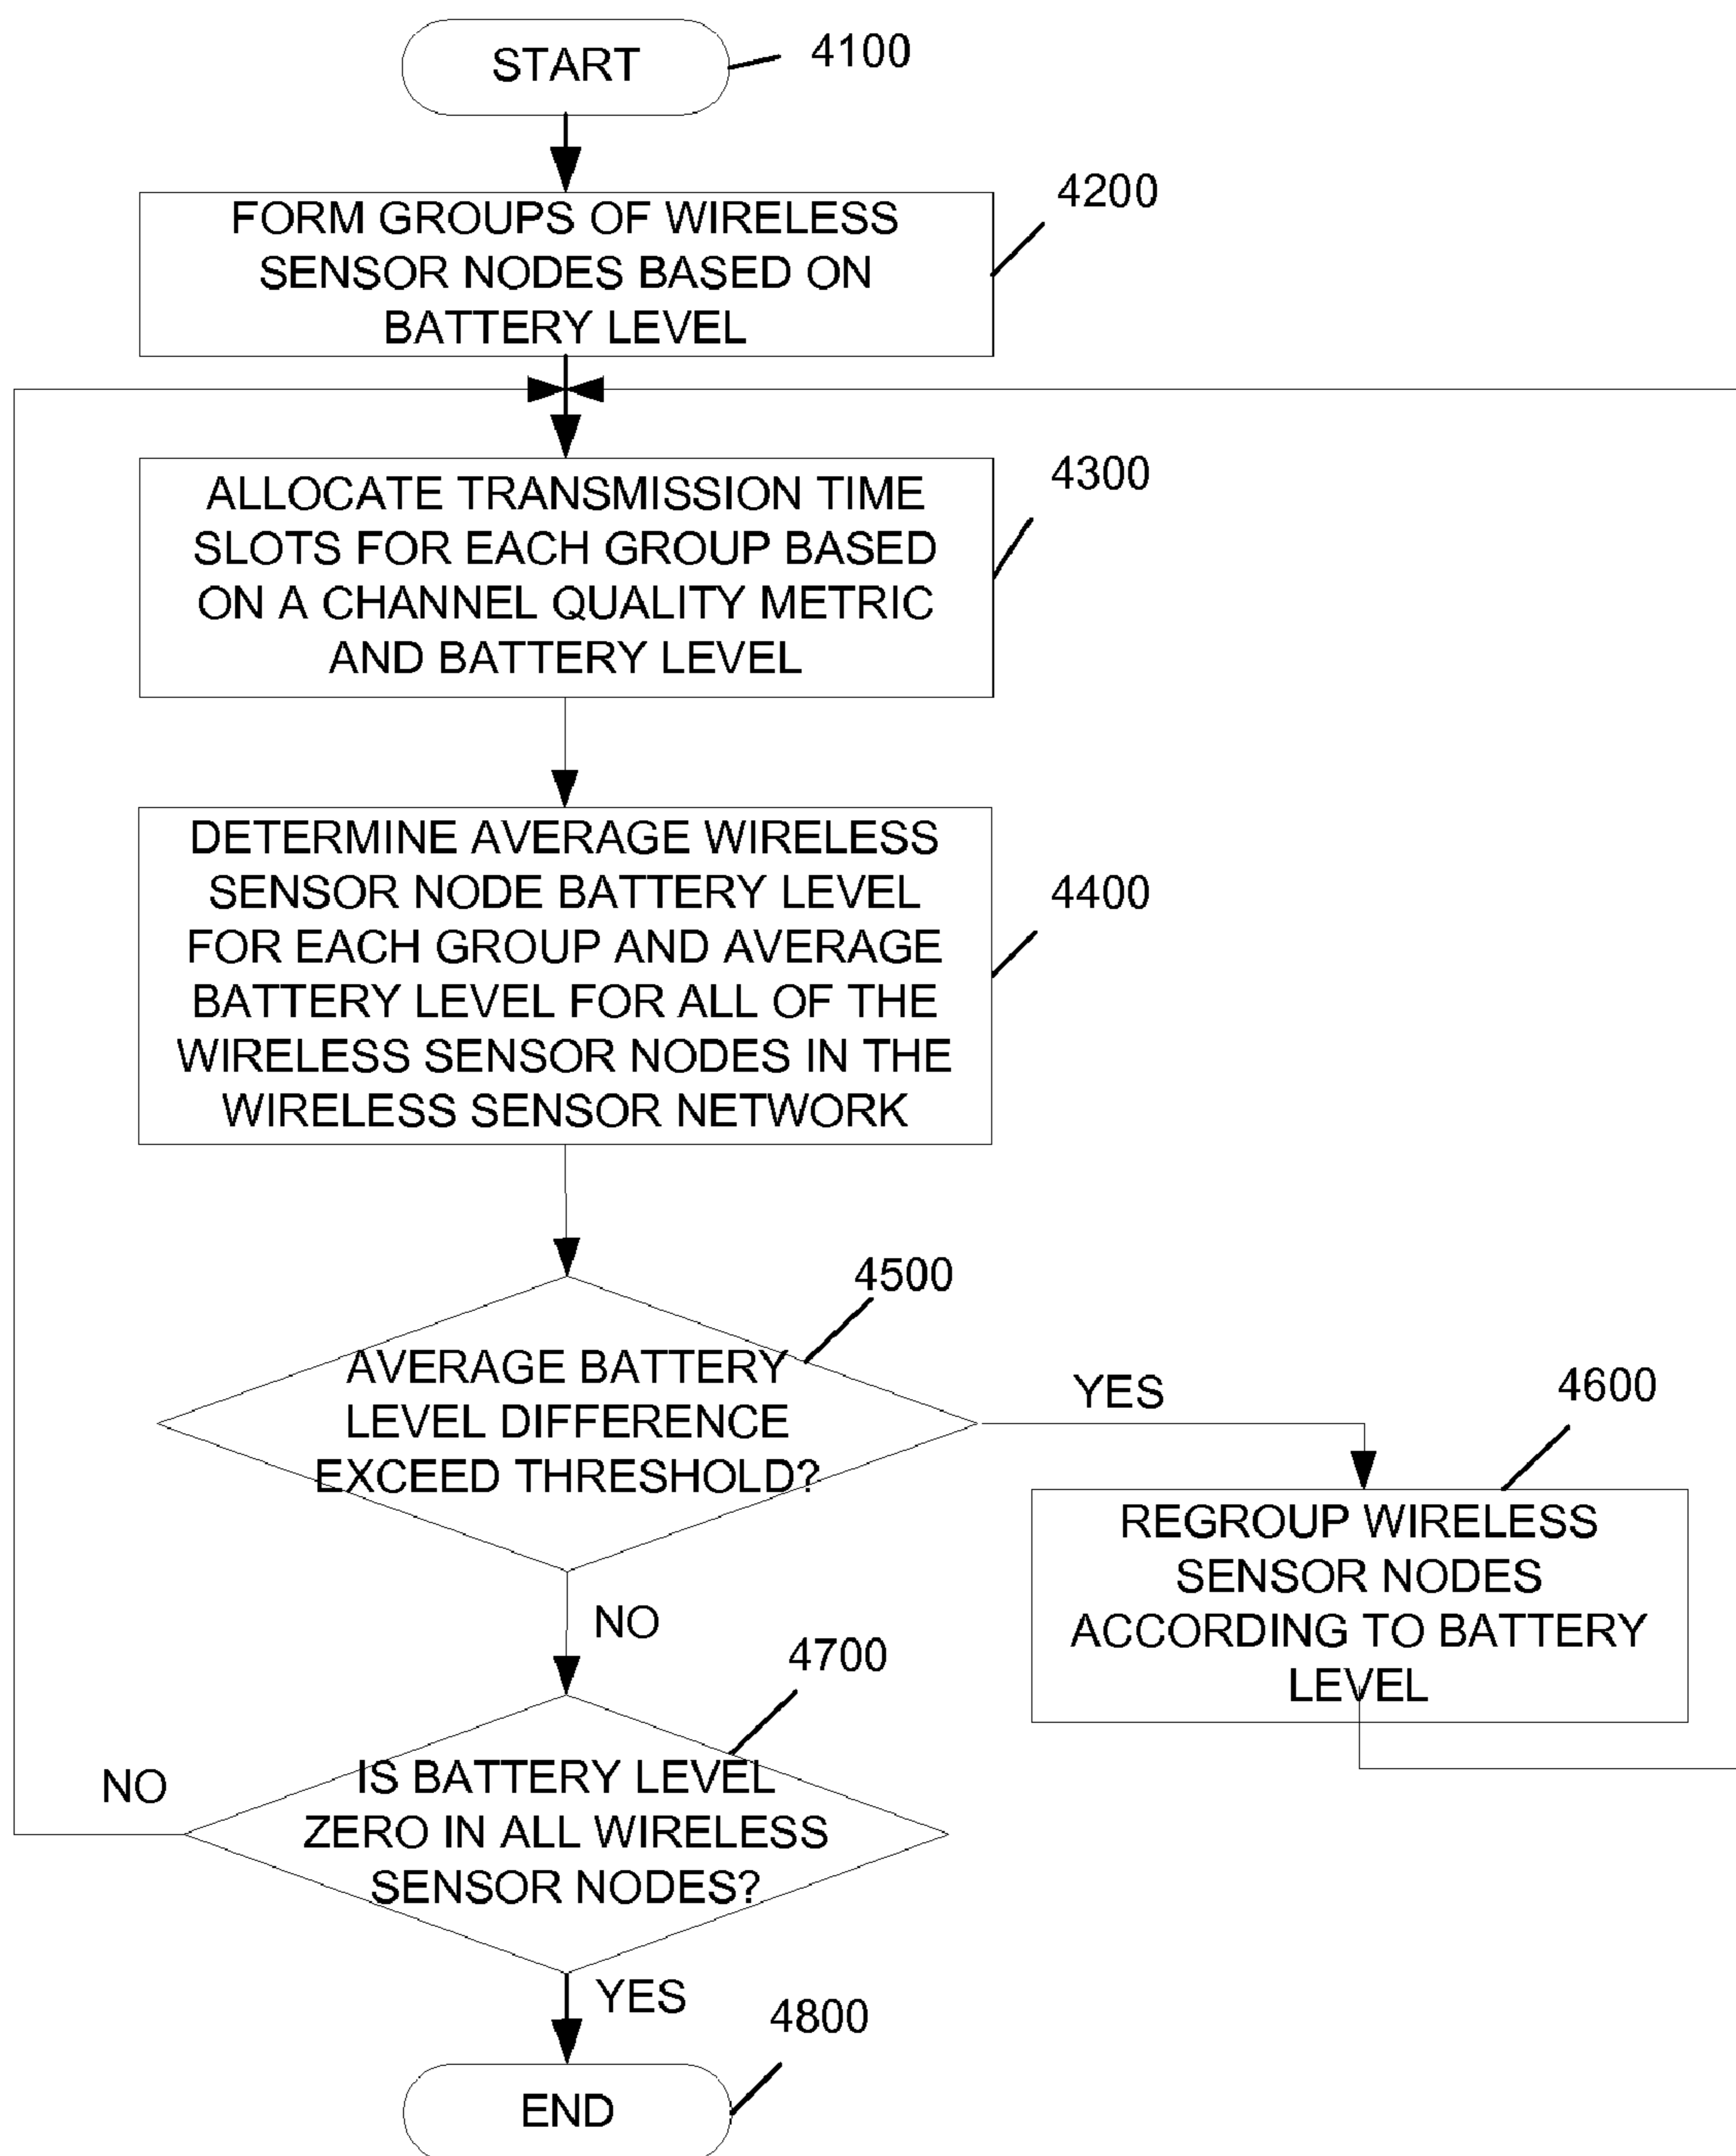 START
4100
FORM GROUPS OF WIRELESS
SENSOR NODES BASED ON
BATTERY LEVEL
4200
ALLOCATE TRANSMISSION TIME
SLOTS FOR EACH GROUP BASED
ON A CHANNEL QUALITY METRIC
AND BATTERY LEVEL
4300
DETERMINE AVERAGE WIRELESS
SENSOR NODE BATTERY LEVEL
FOR EACH GROUP AND AVERAGE
BATTERY LEVEL FOR ALL OF THE
WIRELESS SENSOR NODES IN THE
WIRELESS SENSOR NETWORK
4400
AVERAGE BATTERY
LEVEL DIFFERENCE
EXCEED THRESHOLD?
4500
YES
4600
REGROUP WIRELESS
SENSOR NODES
ACCORDING TO BATTERY
LEVEL
NO
4700
IS BATTERY LEVEL
ZERO IN ALL WIRELESS
SENSOR NODES?
NO
YES
4800
END